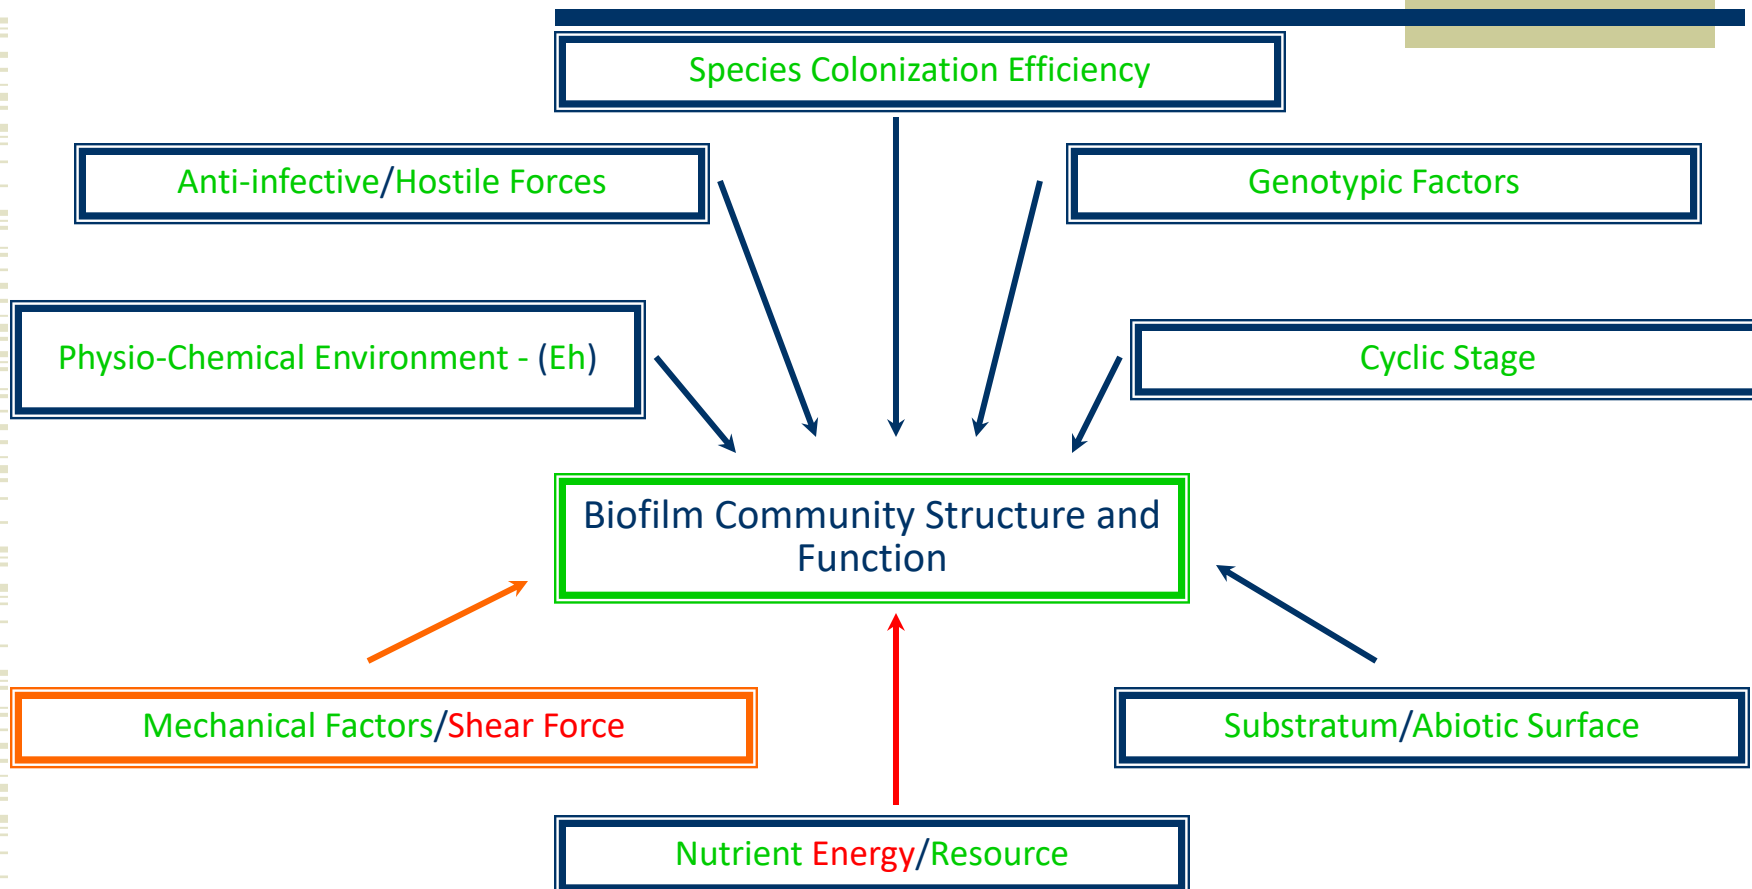 Species Colonization Efficiency
Anti-infective/Hostile Forces
Genotypic Factors
Physio-Chemical Environment - (Eh)
Cyclic Stage
Biofilm Community Structure and
Function
Mechanical Factors/Shear Force
Substratum/Abiotic Surface
Nutrient Energy/Resource